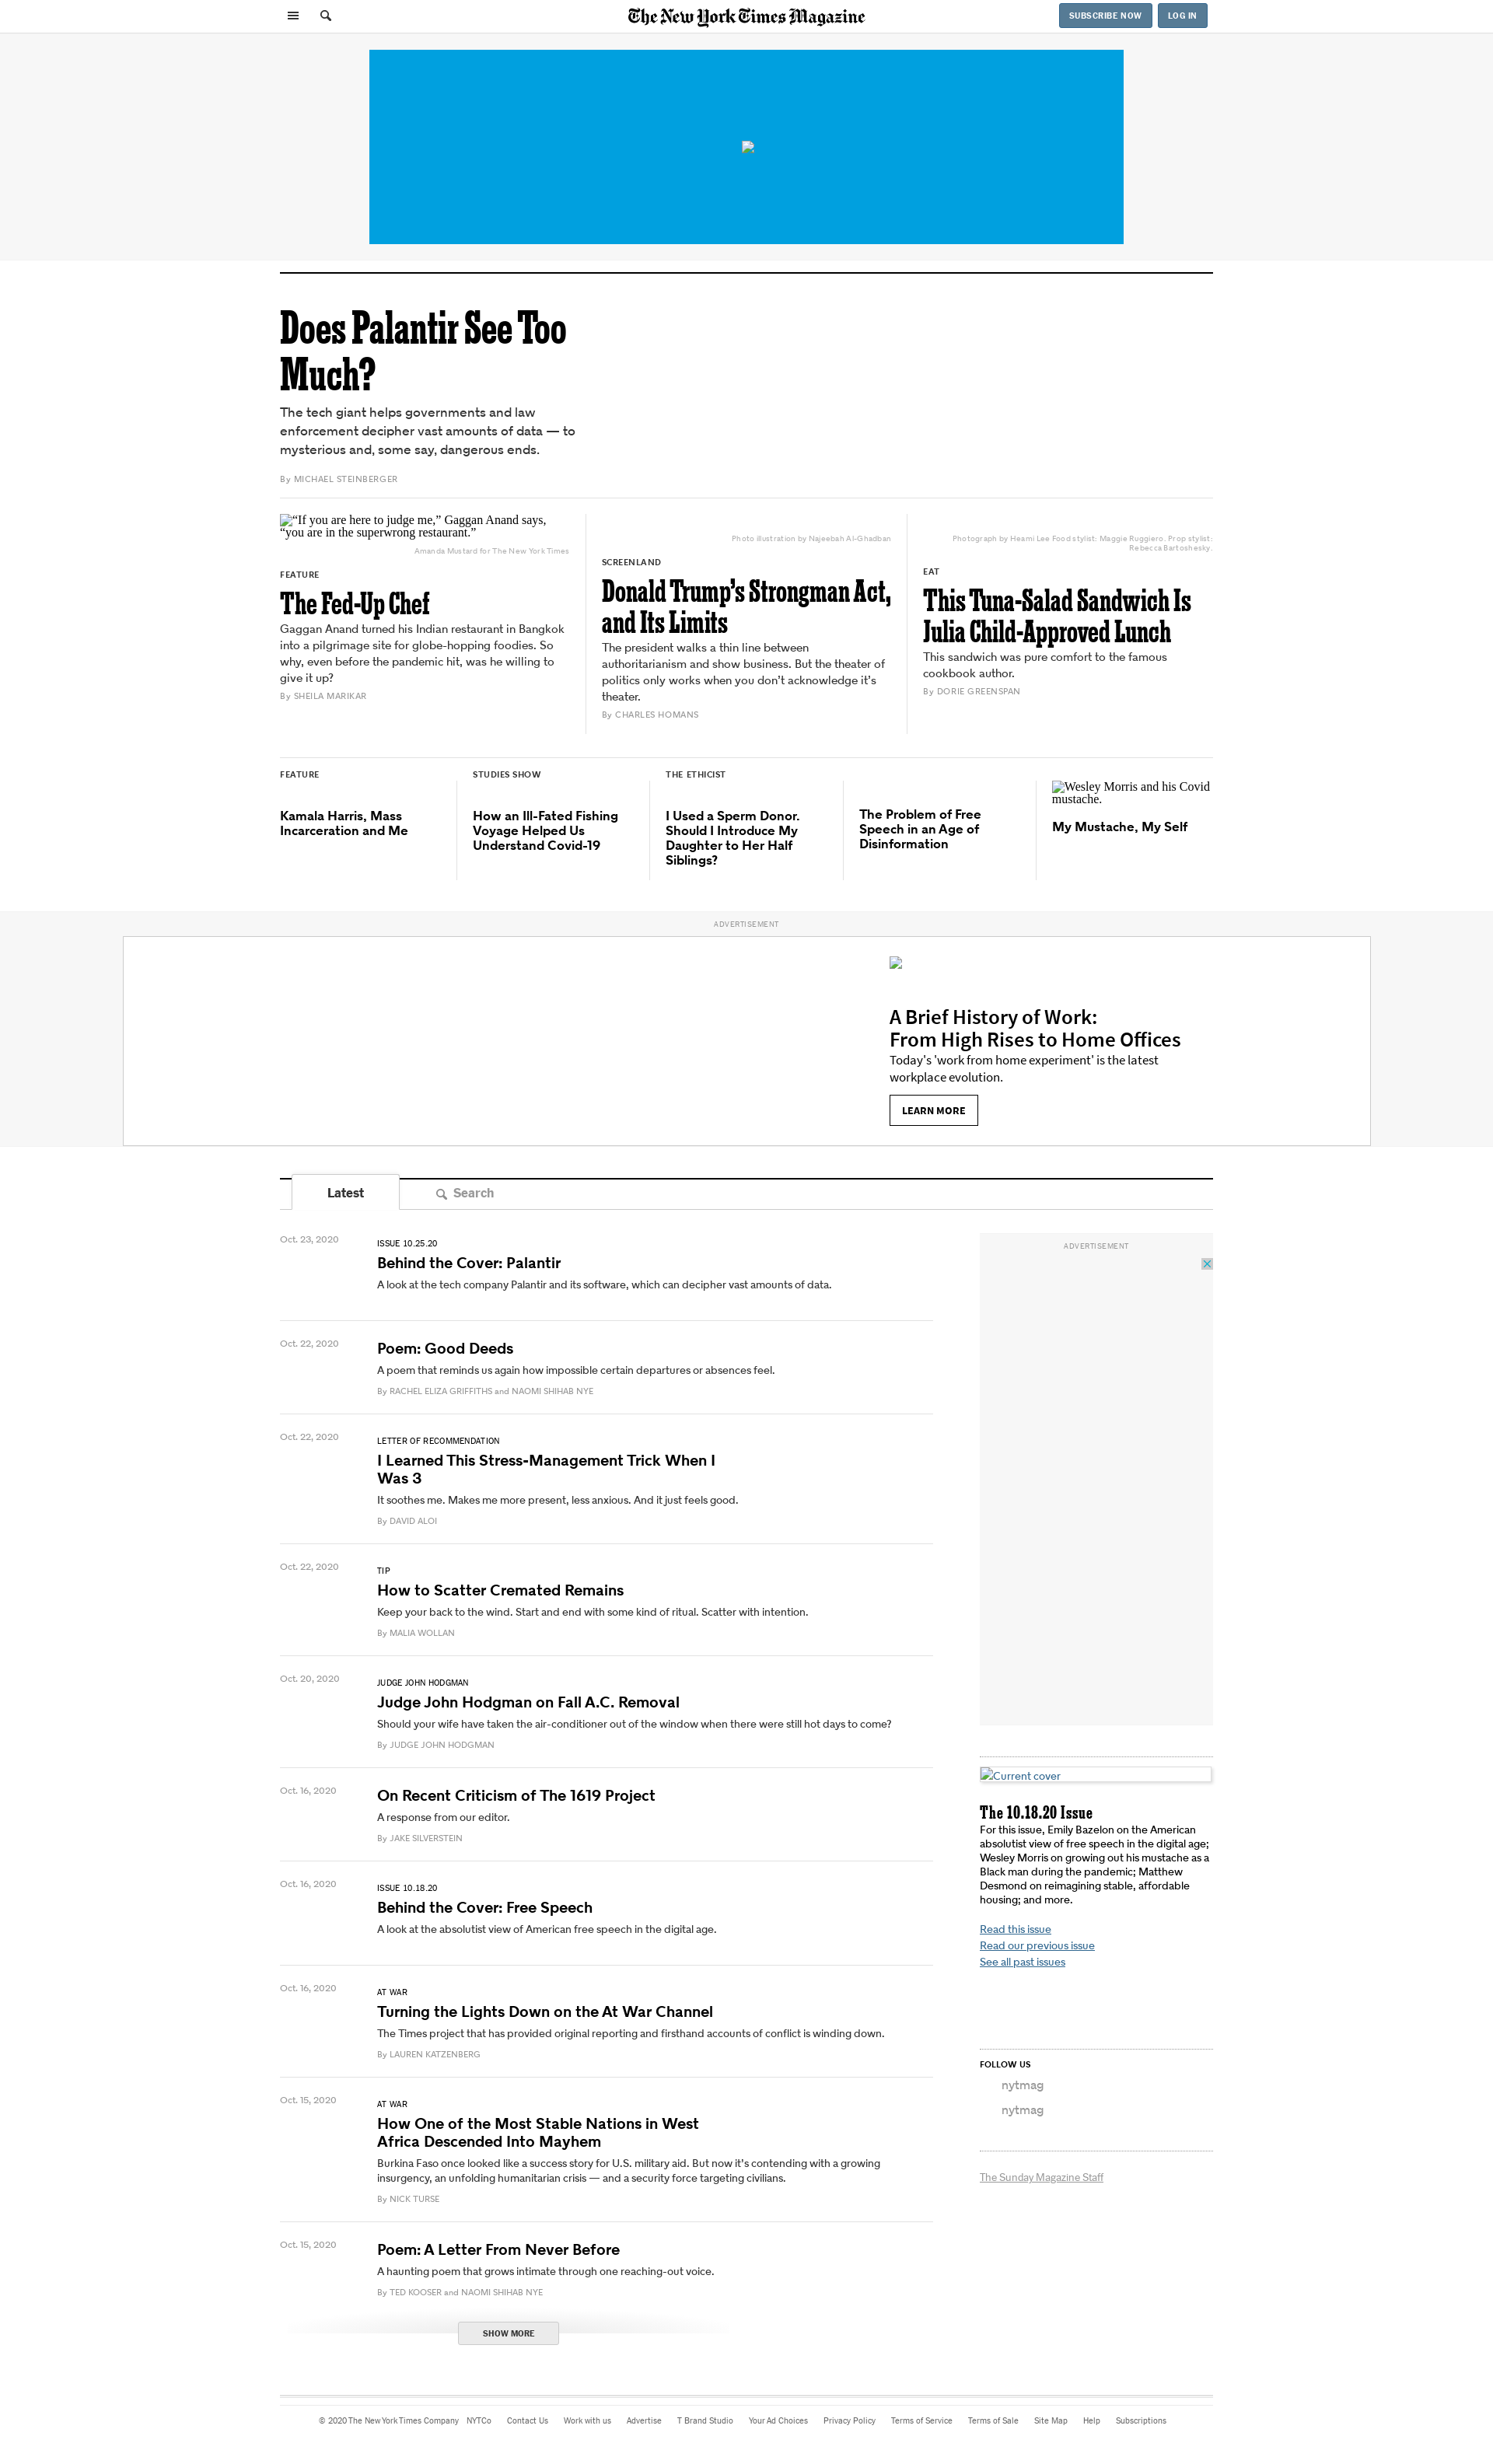 The New York Times Magazine
SUBSCRIBE NOW
LOG IN
Does Palantir See Too
Much?
The tech giant helps governments and law
enforcement decipher vast amounts of data — to
mysterious and, some say, dangerous ends.
By MICHAEL STEINBERGER
“If you are here to judge me,” Gaggan Anand says,
“you are in the superwrong restaurant.”
Amanda Mustard for The New York Times
FEATURE
The Fed-Up Chef
Gaggan Anand turned his Indian restaurant in Bangkok
into a pilgrimage site for globe-hopping foodies. So
why, even before the pandemic hit, was he willing to
give it up?
By SHEILA MARIKAR
Photo illustration by Najeebah Al-Ghadban
SCREENLAND
Donald Trump’s Strongman Act,
and Its Limits
The president walks a thin line between
authoritarianism and show business. But the theater of
politics only works when you don’t acknowledge it’s
theater.
By CHARLES HOMANS
Photograph by Heami Lee Food stylist: Maggie Ruggiero. Prop stylist:
Rebecca Bartoshesky.
EAT
This Tuna-Salad Sandwich Is
Julia Child-Approved Lunch
This sandwich was pure comfort to the famous
cookbook author.
By DORIE GREENSPAN
FEATURE
Kamala Harris, Mass
Incarceration and Me
STUDIES SHOW
How an Ill-Fated Fishing
Voyage Helped Us
Understand Covid-19
THE ETHICIST
I Used a Sperm Donor.
Should I Introduce My
Daughter to Her Half
Siblings?
The Problem of Free
Speech in an Age of
Disinformation
Wesley Morris and his Covid
mustache.
My Mustache, My Self
ADVERTISEMENT
A Brief History of Work:
From High Rises to Home Offices
Today's 'work from home experiment' is the latest
workplace evolution.
LEARN MORE
Latest
Search
Oct. 23, 2020
ISSUE 10.25.20
Behind the Cover: Palantir
A look at the tech company Palantir and its software, which can decipher vast amounts of data.
Oct. 22, 2020
Poem: Good Deeds
A poem that reminds us again how impossible certain departures or absences feel.
By RACHEL ELIZA GRIFFITHS and NAOMI SHIHAB NYE
Oct. 22, 2020
LETTER OF RECOMMENDATION
I Learned This Stress-Management Trick When I
Was 3
It soothes me. Makes me more present, less anxious. And it just feels good.
By DAVID ALOI
Oct. 22, 2020
TIP
How to Scatter Cremated Remains
Keep your back to the wind. Start and end with some kind of ritual. Scatter with intention.
By MALIA WOLLAN
Oct. 20, 2020
JUDGE JOHN HODGMAN
Judge John Hodgman on Fall A.C. Removal
Should your wife have taken the air-conditioner out of the window when there were still hot days to come?
By JUDGE JOHN HODGMAN
Oct. 16, 2020
On Recent Criticism of The 1619 Project
A response from our editor.
By JAKE SILVERSTEIN
Oct. 16, 2020
ISSUE 10.18.20
Behind the Cover: Free Speech
A look at the absolutist view of American free speech in the digital age.
Oct. 16, 2020
AT WAR
Turning the Lights Down on the At War Channel
The Times project that has provided original reporting and firsthand accounts of conflict is winding down.
By LAUREN KATZENBERG
Oct. 15, 2020
AT WAR
How One of the Most Stable Nations in West
Africa Descended Into Mayhem
Burkina Faso once looked like a success story for U.S. military aid. But now it’s contending with a growing
insurgency, an unfolding humanitarian crisis — and a security force targeting civilians.
By NICK TURSE
Oct. 15, 2020
Poem: A Letter From Never Before
A haunting poem that grows intimate through one reaching-out voice.
By TED KOOSER and NAOMI SHIHAB NYE
SHOW MORE
ADVERTISEMENT
Current cover
The 10.18.20 Issue
For this issue, Emily Bazelon on the American
absolutist view of free speech in the digital age;
Wesley Morris on growing out his mustache as a
Black man during the pandemic; Matthew
Desmond on reimagining stable, affordable
housing; and more.
Read this issue
Read our previous issue
See all past issues
FOLLOW US
nytmag
nytmag
The Sunday Magazine Staff
© 2020 The New York Times Company NYTCo Contact Us Work with us Advertise T Brand Studio Your Ad Choices Privacy Policy Terms of Service Terms of Sale Site Map Help Subscriptions